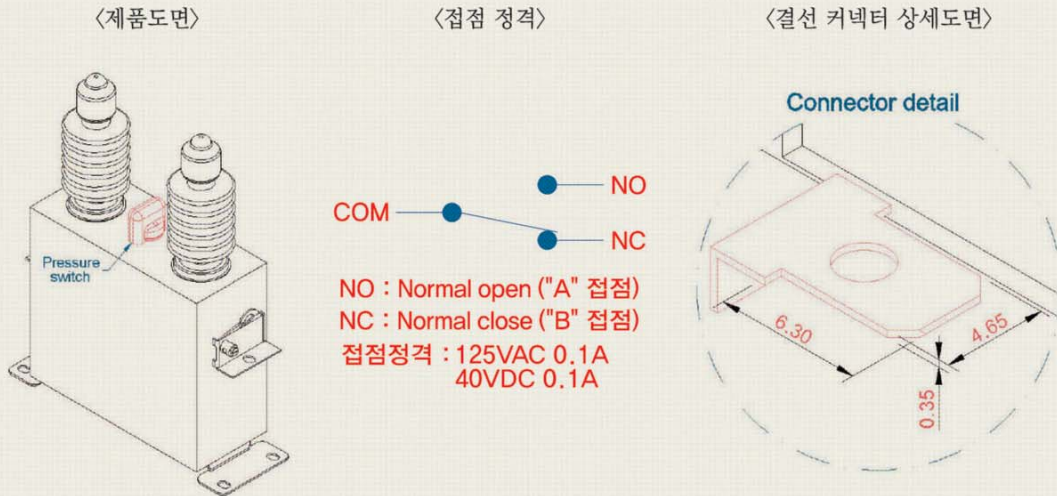 〈제품도면〉
〈접점 정격〉
〈결선 커넥터 상세도면〉
Pressure
switch
COM
NO
NC
NO : Normal open ("A" 접점)
NC : Normal close ("B" 접점)
접점정격 : 125VAC 0.1A
40VDC 0.1A
Connector detail
6.30
4.65
0.35